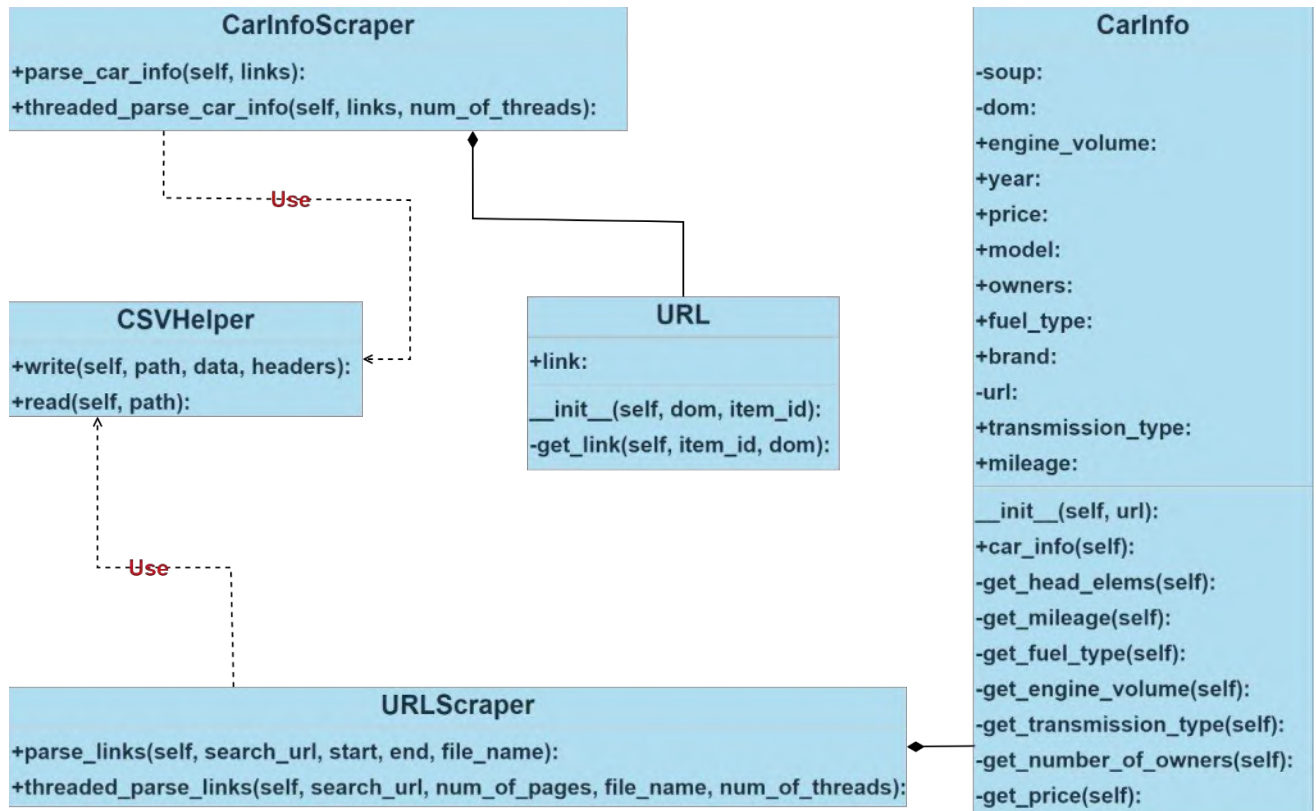 CarInfoScraper
+parse_car_info(self, links):
+threaded_parse_car_info(self, links, num_of_threads):
Use
CSVHelper
+write(self, path, data, headers):
+read(self, path):
URL
+link:
__init__(self, dom, item_id):
-get_link(self, item_id, dom):
Use
URLScraper
+parse_links(self, search_url, start, end, file_name):
+threaded_parse_links(self, search_url, num_of_pages, file_name, num_of_threads):
CarInfo
-soup:
-dom:
+engine_volume:
+year:
+price:
+model:
+owners:
+fuel_type:
+brand:
-url:
+transmission_type:
+mileage:
__init__(self, url):
+car_info(self):
-get_head_elems(self):
-get_mileage(self):
-get_fuel_type(self):
-get_engine_volume(self):
-get_transmission_type(self):
-get_number_of_owners(self):
-get_price(self):